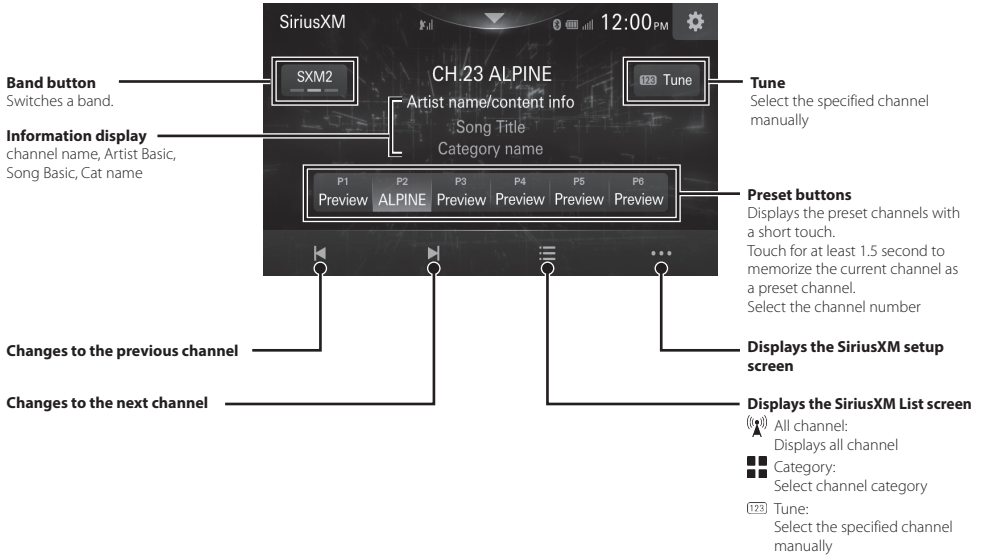 SiriusXM
12:00 PM
SXM2
CH.23 ALPINE
123 Tune
Artist name/content info
Song Title
Category name
P1 P2 P3 P4 P5 P6
Preview ALPINE Preview Preview Preview Preview
Band button
Switches a band.
Information display
channel name, Artist Basic,
Song Basic, Cat name
Changes to the previous channel
Changes to the next channel
Tune
Select the specified channel
manually
Preset buttons
Displays the preset channels with
a short touch.
Touch for at least 1.5 second to
memorize the current channel as
a preset channel.
Select the channel number
Displays the SiriusXM setup
screen
Displays the SiriusXM List screen
All channel:
Displays all channel
Category:
Select channel category
123 Tune:
Select the specified channel
manually